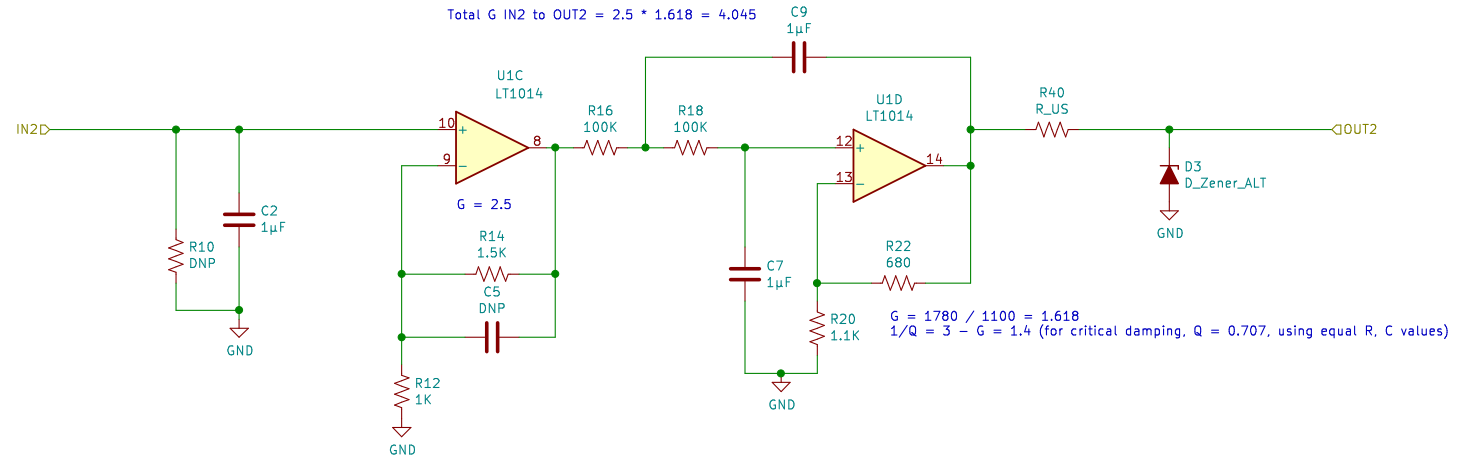 Total G IN2 to OUT2 = 2.5 * 1.618 = 4.045
C9
1µF
U1C
LT1014
R16
100K
R18
100K
U1D
LT1014
R40
R_US
IN2
10
+
9
−
8
12
+
13
−
14
OUT2
D3
D_Zener_ALT
GND
G = 2.5
C2
1µF
R10
DNP
GND
R14
1.5K
C5
DNP
R12
1K
GND
C7
1µF
R22
680
R20
1.1K
GND
G = 1780 / 1100 = 1.618
1/Q = 3 − G = 1.4 (for critical damping, Q = 0.707, using equal R, C values)